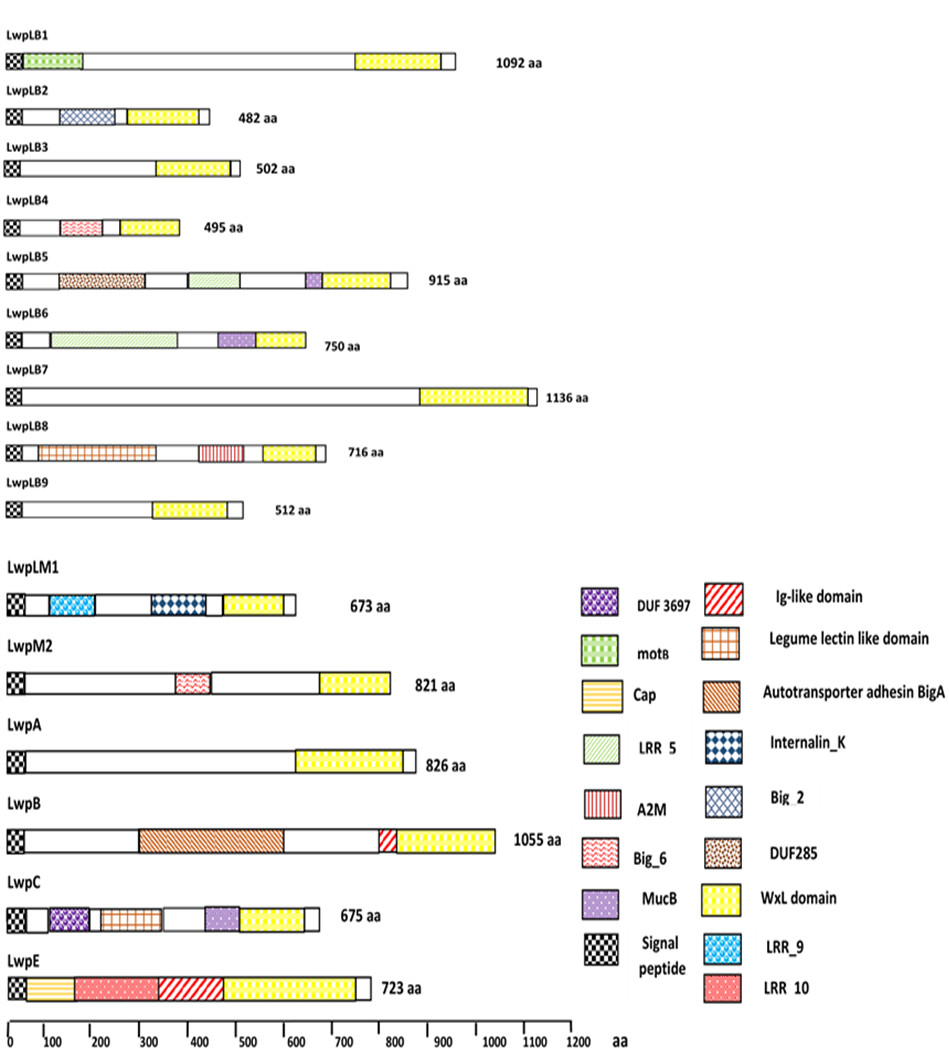 LwpLB1
1092 aa
LwpLB2
482 aa
LwpLB3
502 aa
LwpLB4
495 aa
LwpLB5
915 aa
LwpLB6
750 aa
LwpLB7
1136 aa
LwpLB8
716 aa
LwpLB9
512 aa
LwpLM1
673 aa
LwpM2
821 aa
LwpA
826 aa
LwpB
1055 aa
LwpC
675 aa
LwpE
723 aa
DUF 3697
Ig-like domain
motB
Legume lectin like domain
Cap
Autotransporter adhesin BigA
LRR 5
Internalin_K
A2M
Big_2
Big_6
DUF285
MucB
WxL domain
Signal
peptide
LRR_9
LRR 10
0 100 200 300 400 500 600 700 800 900 1000 1100 1200 aa